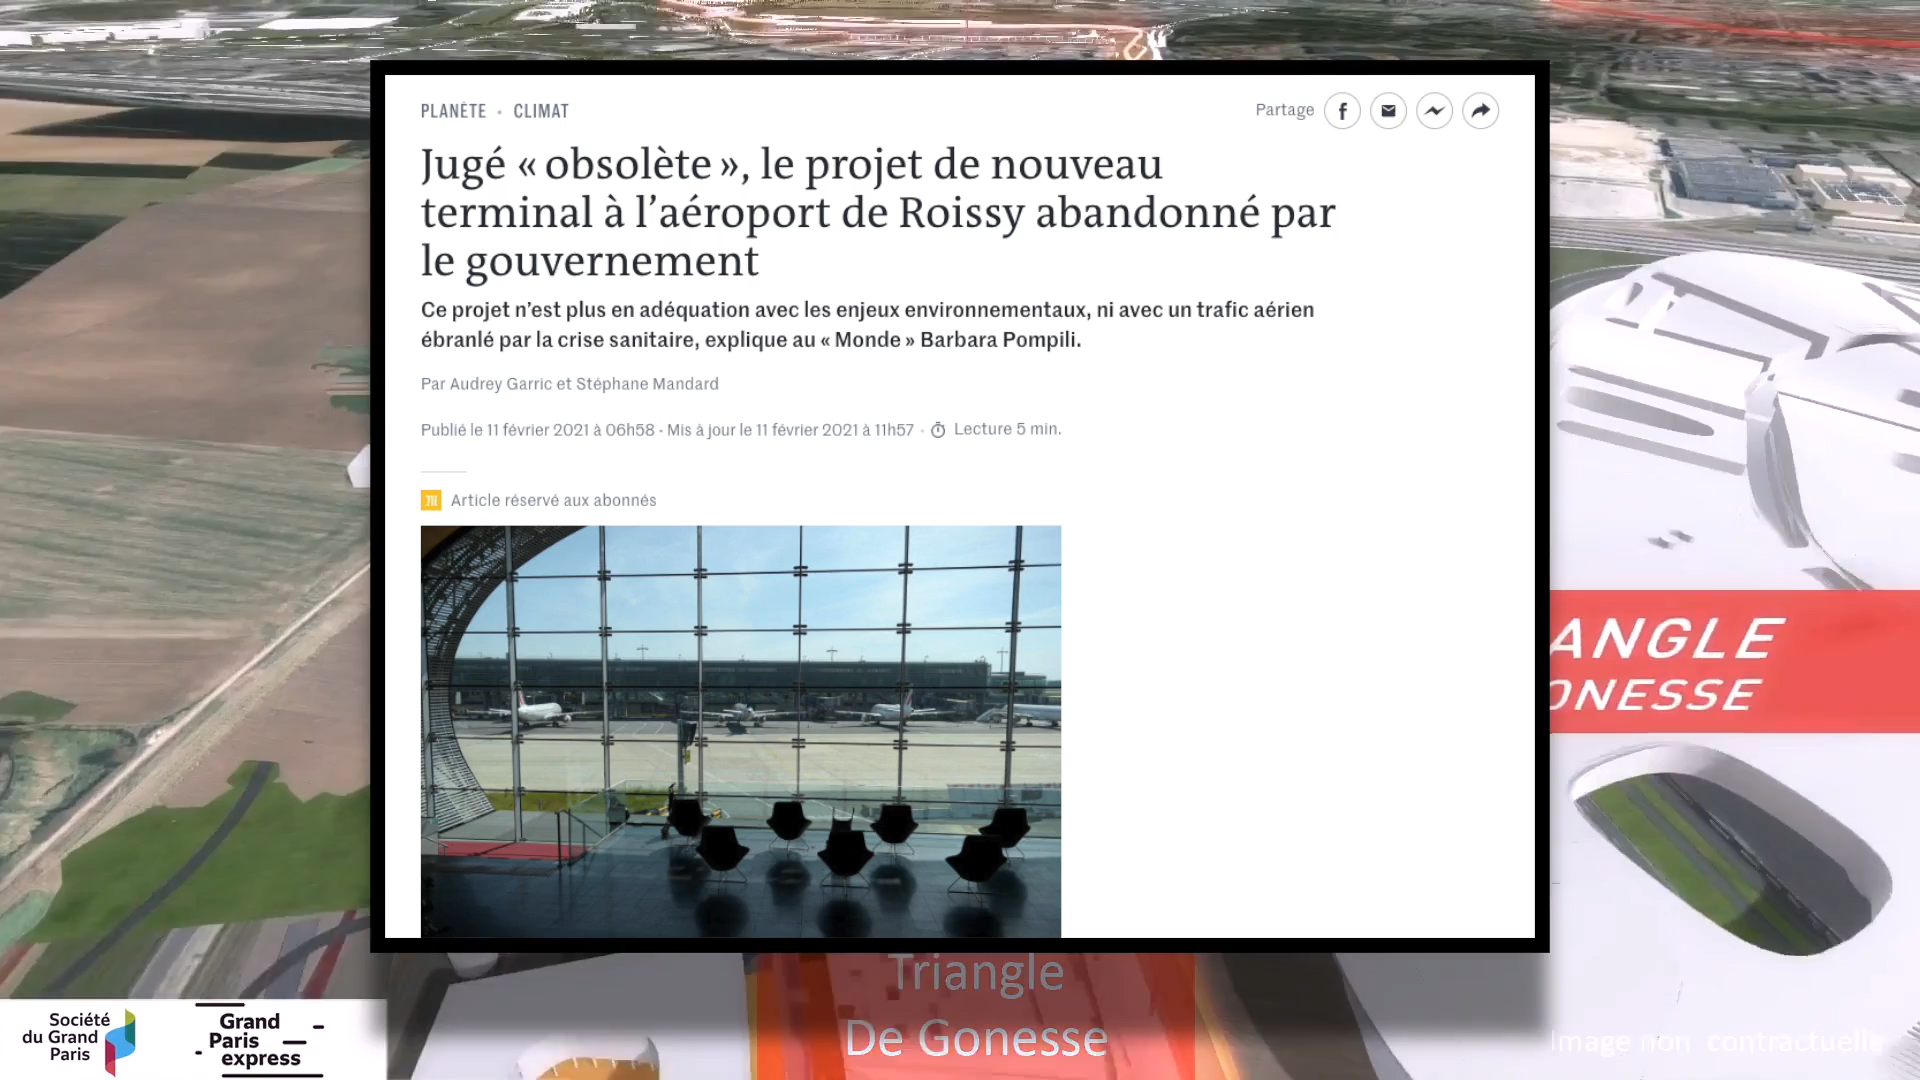 PLANÈTE • CLIMAT
Partage
Jugé « obsolète », le projet de nouveau
terminal à l’aéroport de Roissy abandonné par
le gouvernement
Ce projet n’est plus en adéquation avec les enjeux environnementaux, ni avec un trafic aérien
ébranlé par la crise sanitaire, explique au « Monde » Barbara Pompili.
Par Audrey Garric et Stéphane Mandard
Publié le 11 février 2021 à 06h58 - Mis à jour le 11 février 2021 à 11h57 • Lecture 5 min.
Article réservé aux abonnés
ANGLE
ONESSE
Triangle
De Gonesse
Société
du Grand
Paris
Grand
Paris
express
Image non contractuelle